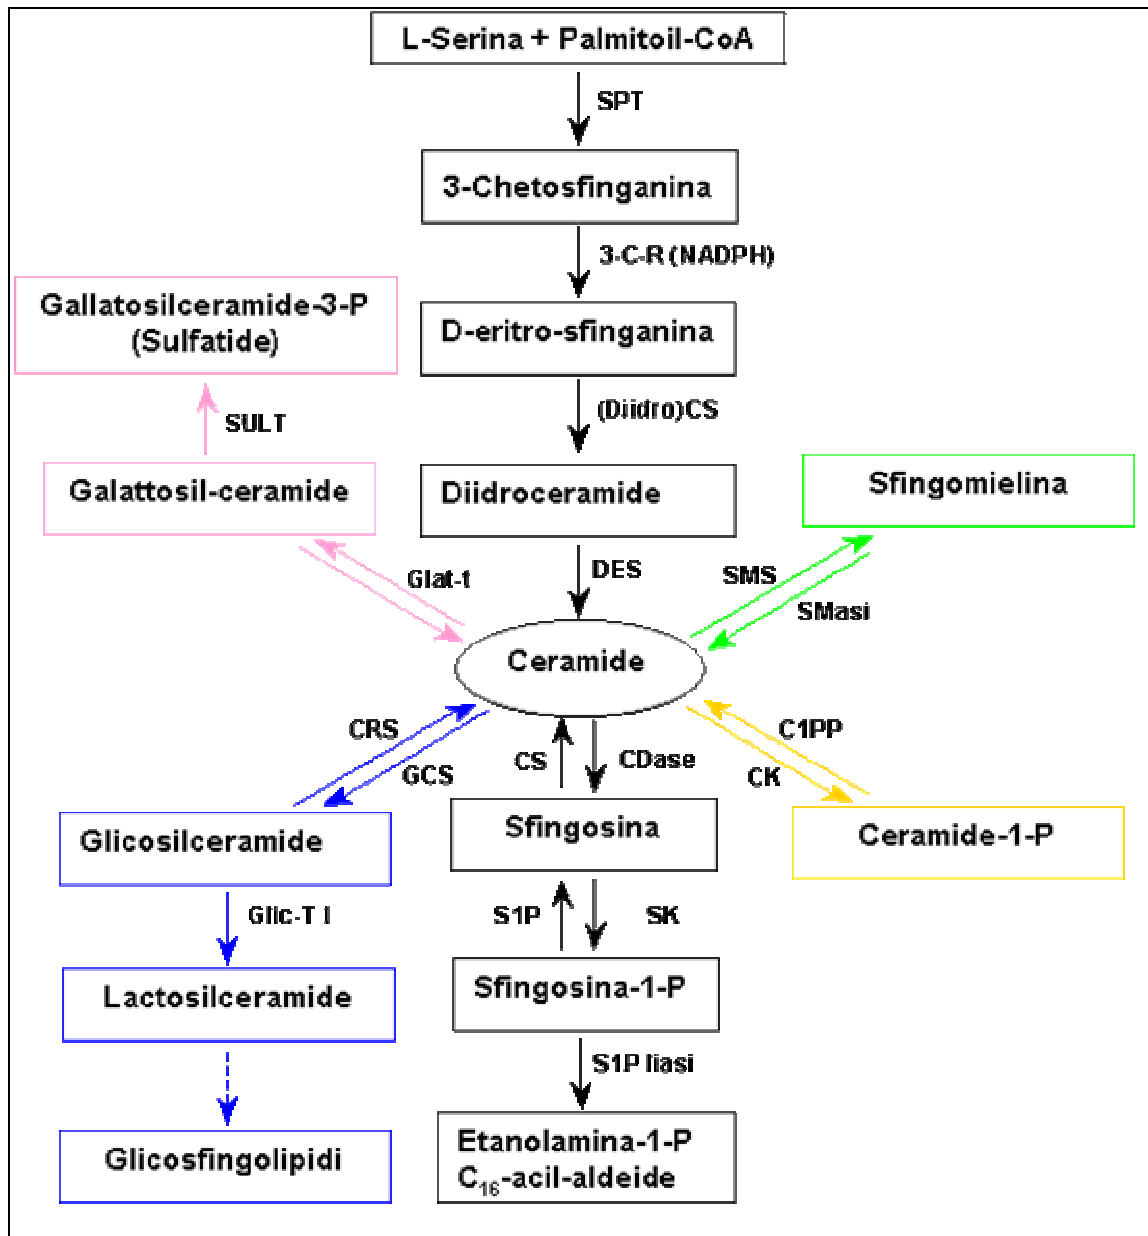 L-Serina + Palmitoil-CoA
SPT
3-Chetosfinganina
3-C-R (NADPH)
Gallatosilceramide-3-P
(Sulfatide)
D-eritro-sfinganina
SULT
(Diidro)CS
Galattosil-ceramide
Diidroceramide
Sfingomielina
Glat-t
DES
SMS
SMasi
Ceramide
CRS
GCS
CS
CDase
C1PP
CK
Glicosilceramide
Sfingosina
Ceramide-1-P
Glic-T I
S1P
SK
Lactosilceramide
Sfingosina-1-P
S1P liasi
Glicosfingolipidi
Etanolamina-1-P
C₁₆-acil-aldeide